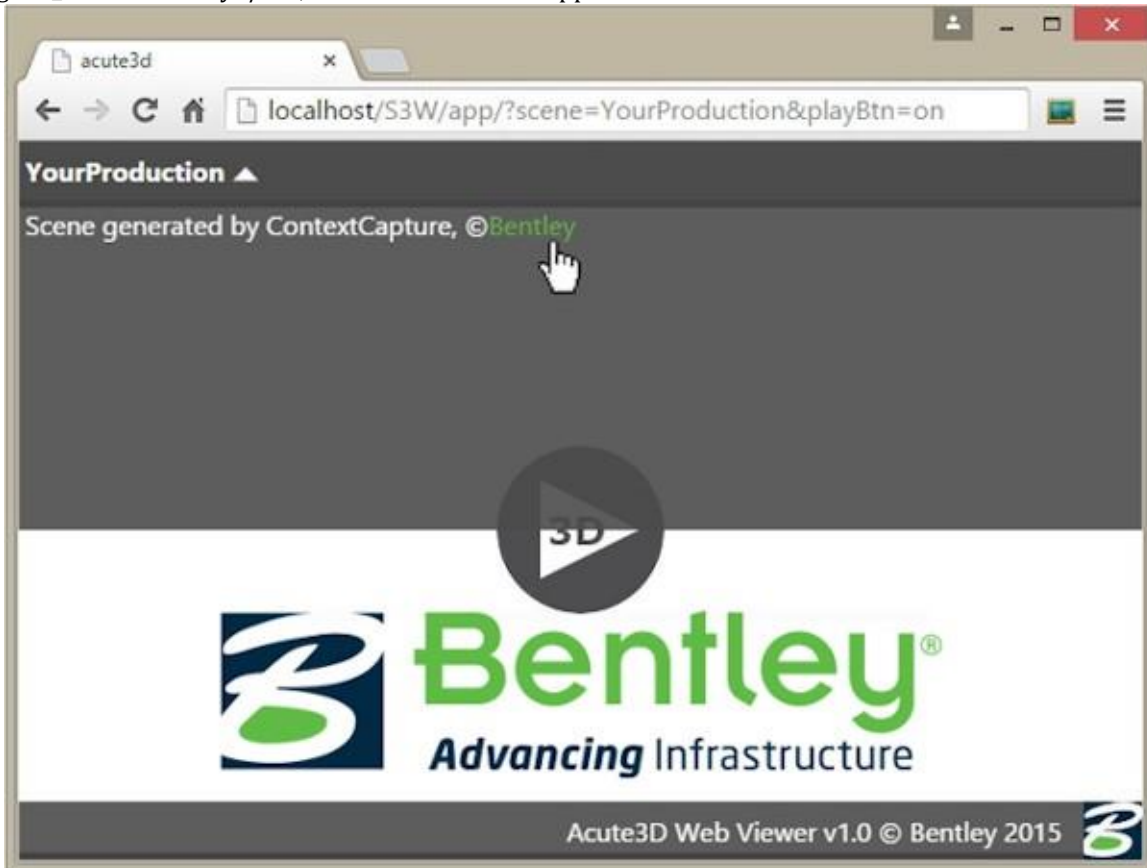 acute3d
localhost/S3W/app/?scene=YourProduction&playBtn=on
YourProduction
Scene generated by ContextCapture, ©Bentley
3D
B Bentley®
Advancing Infrastructure
Acute3D Web Viewer v1.0 © Bentley 2015 B